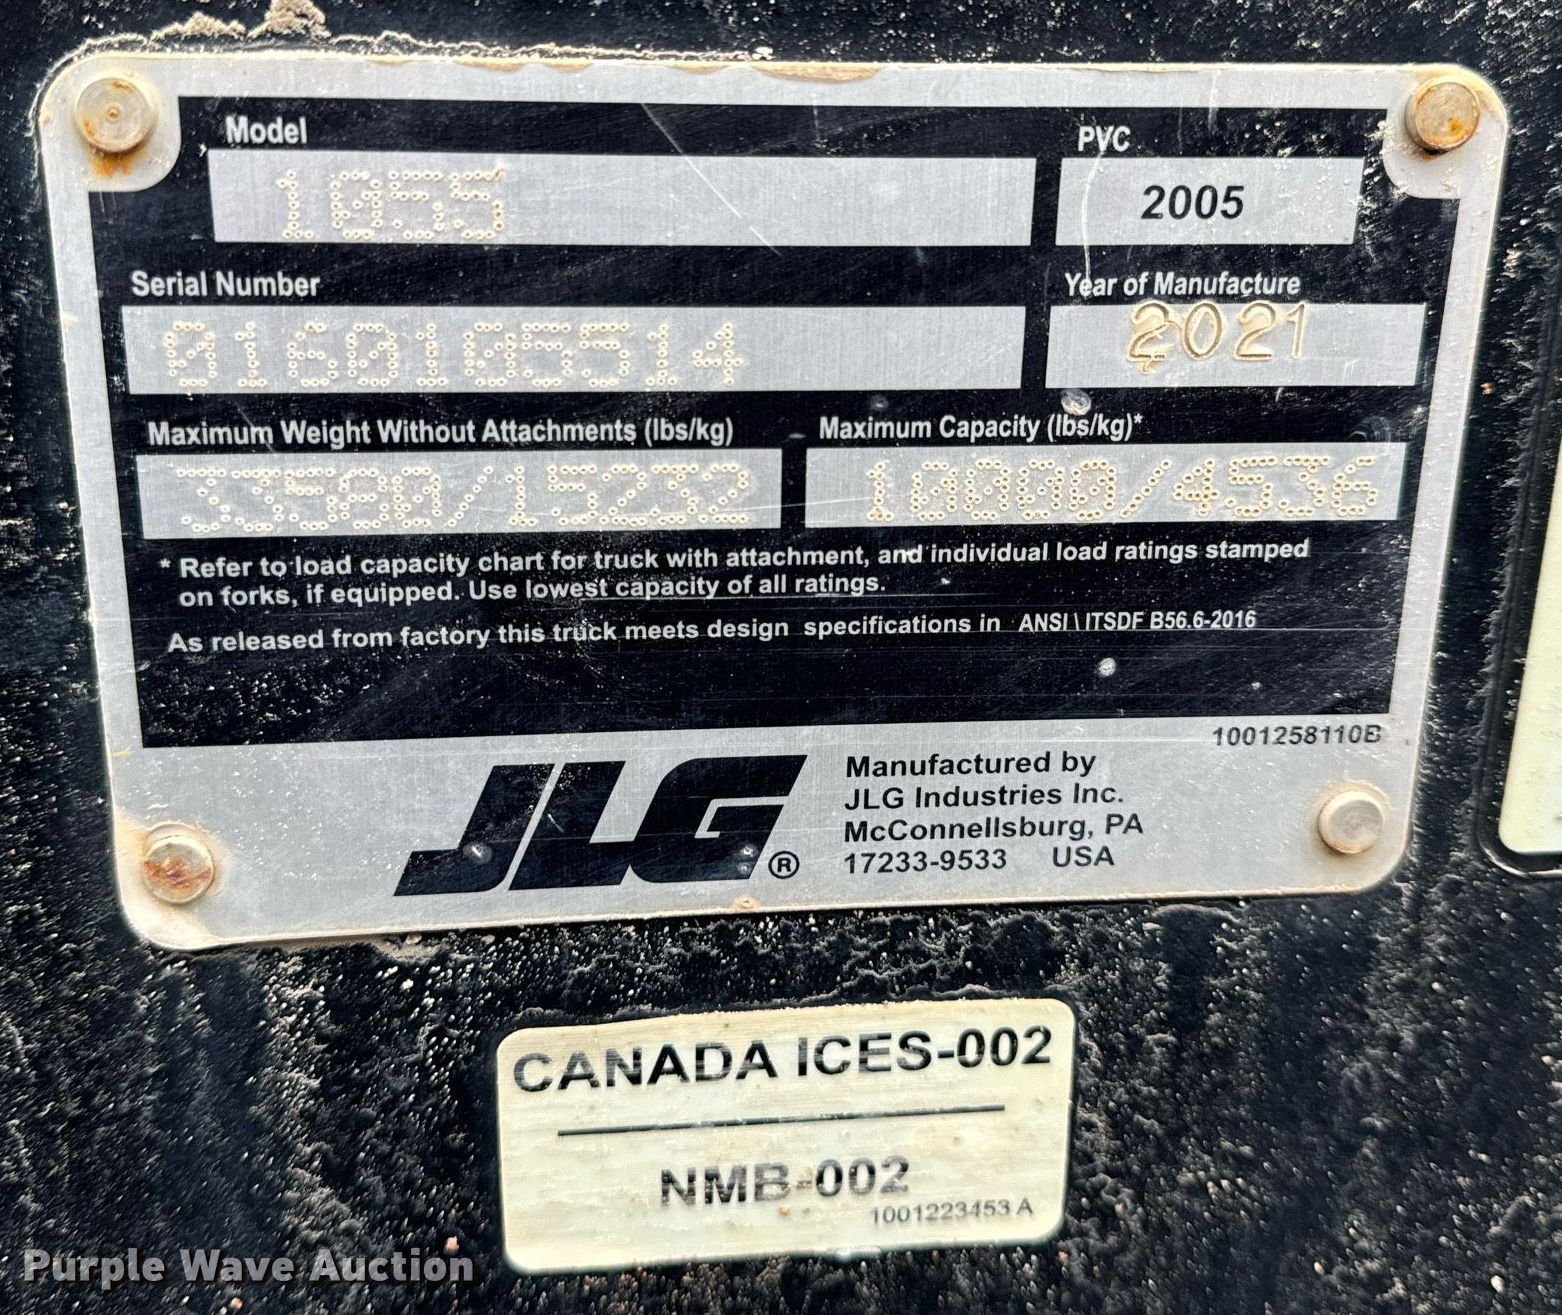 Model
PVC
1055
2005
Serial Number
Year of Manufacture
0160105514
2021
Maximum Weight Without Attachments (lbs/kg)
Maximum Capacity (lbs/kg)*
33580/15232
10000/4536
* Refer to load capacity chart for truck with attachment, and individual load ratings stamped
on forks, if equipped. Use lowest capacity of all ratings.
As released from factory this truck meets design specifications in ANSI \ ITSDF B56.6-2016
1001258110B
JLG®
Manufactured by
JLG Industries Inc.
McConnellsburg, PA
17233-9533 USA
CANADA ICES-002
NMB-002
1001223453 A
Purple Wave Auction